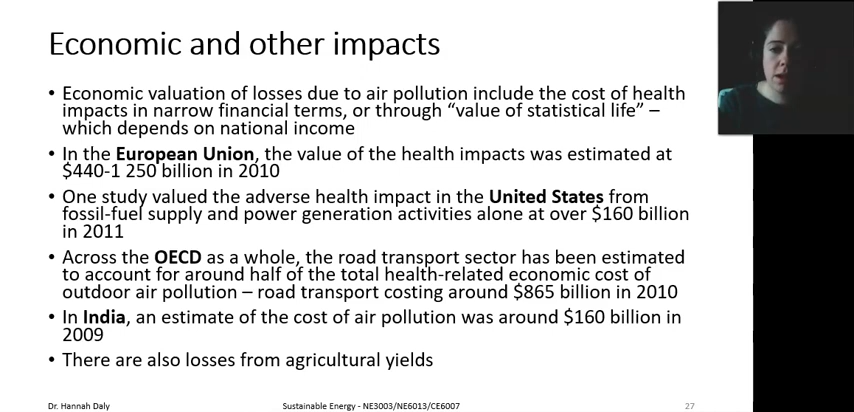 Economic and other impacts
• Economic valuation of losses due to air pollution include the cost of health
impacts in narrow financial terms, or through “value of statistical life” –
which depends on national income
• In the European Union, the value of the health impacts was estimated at
$440-1 250 billion in 2010
• One study valued the adverse health impact in the United States from
fossil-fuel supply and power generation activities alone at over $160 billion
in 2011
• Across the OECD as a whole, the road transport sector has been estimated
to account for around half of the total health-related economic cost of
outdoor air pollution – road transport costing around $865 billion in 2010
• In India, an estimate of the cost of air pollution was around $160 billion in
2009
• There are also losses from agricultural yields
Dr. Hannah Daly Sustainable Energy - NE3003/NE6013/CE6007 27